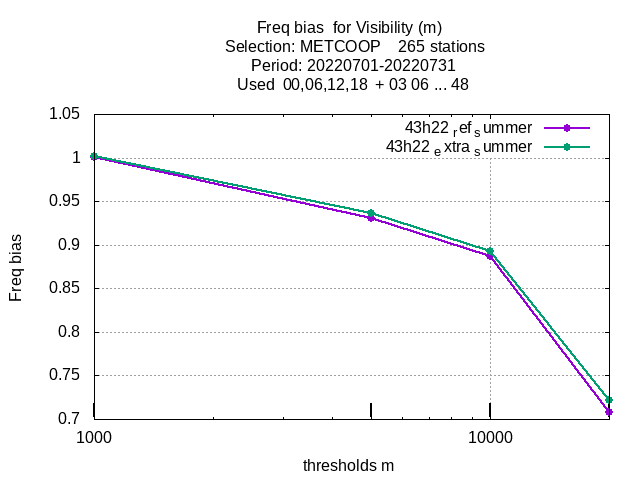 Freq bias  for Visibility (m)
Selection: METCOOP    265 stations
Period: 20220701-20220731
Used  00,06,12,18  + 03 06 ... 48
1.05
43h22 ref summer
1
43h22 extra summer
0.95
0.9
Freq bias
0.85
0.8
0.75
0.7
1000
10000
thresholds m